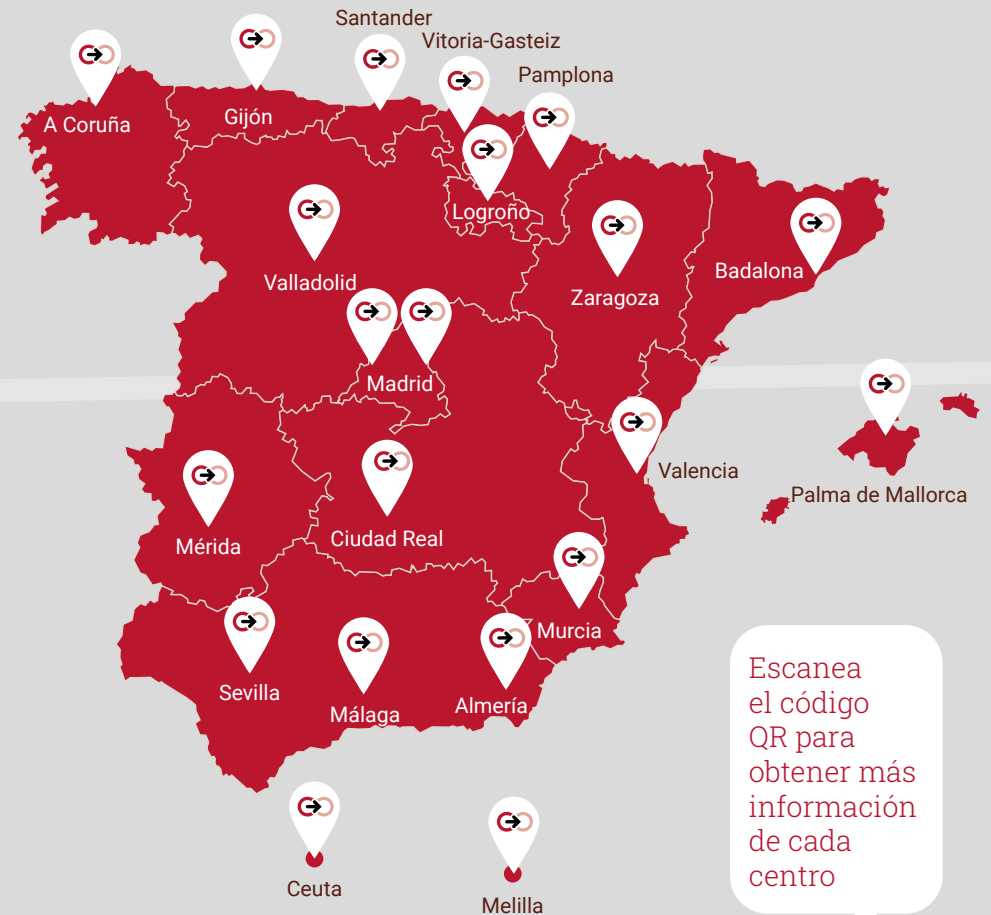 Santander
Vitoria-Gasteiz
Pamplona
A Coruña
Gijón
Logroño
Valladolid
Zaragoza
Badalona
Madrid
Valencia
Palma de Mallorca
Mérida
Ciudad Real
Murcia
Sevilla
Málaga
Almería
Ceuta
Melilla
Escanea
el código
QR para
obtener más
información
de cada
centro